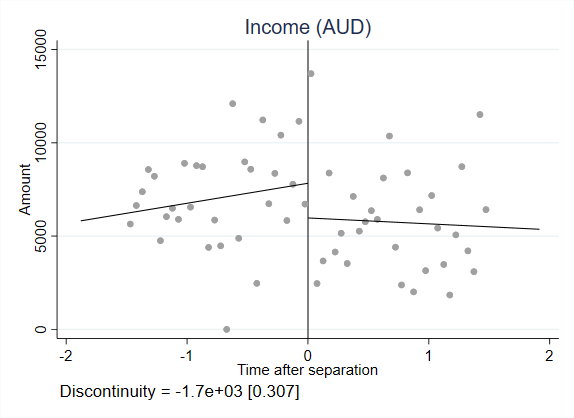 Income (AUD)
15000
10000
5000
0
Amount
-2
-1
0
1
2
Time after separation
Discontinuity = -1.7e+03 [0.307]